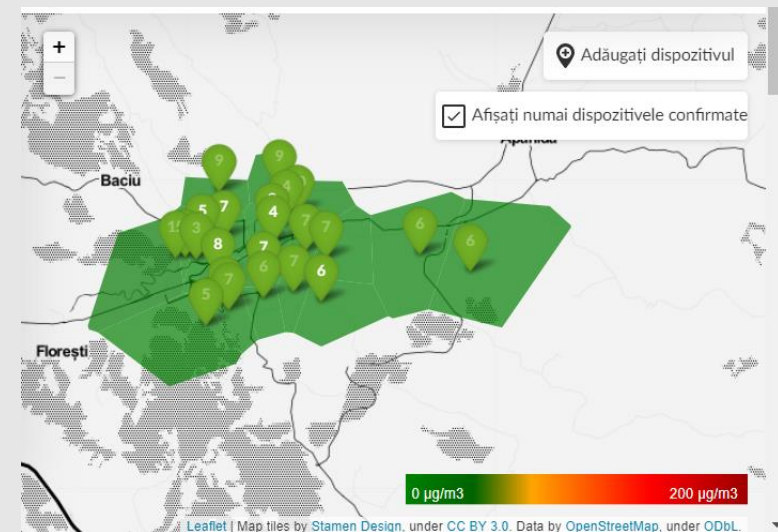 +
−
Adăugați dispozitivul
Afișați numai dispozitivele confirmate
9
9
Baciu
4
5
7
4
3
7
7
6
8
7
6
7
6
6
7
5
Florești
0 µg/m3
200 µg/m3
Leaflet | Map tiles by Stamen Design, under CC BY 3.0. Data by OpenStreetMap, under ODbL.